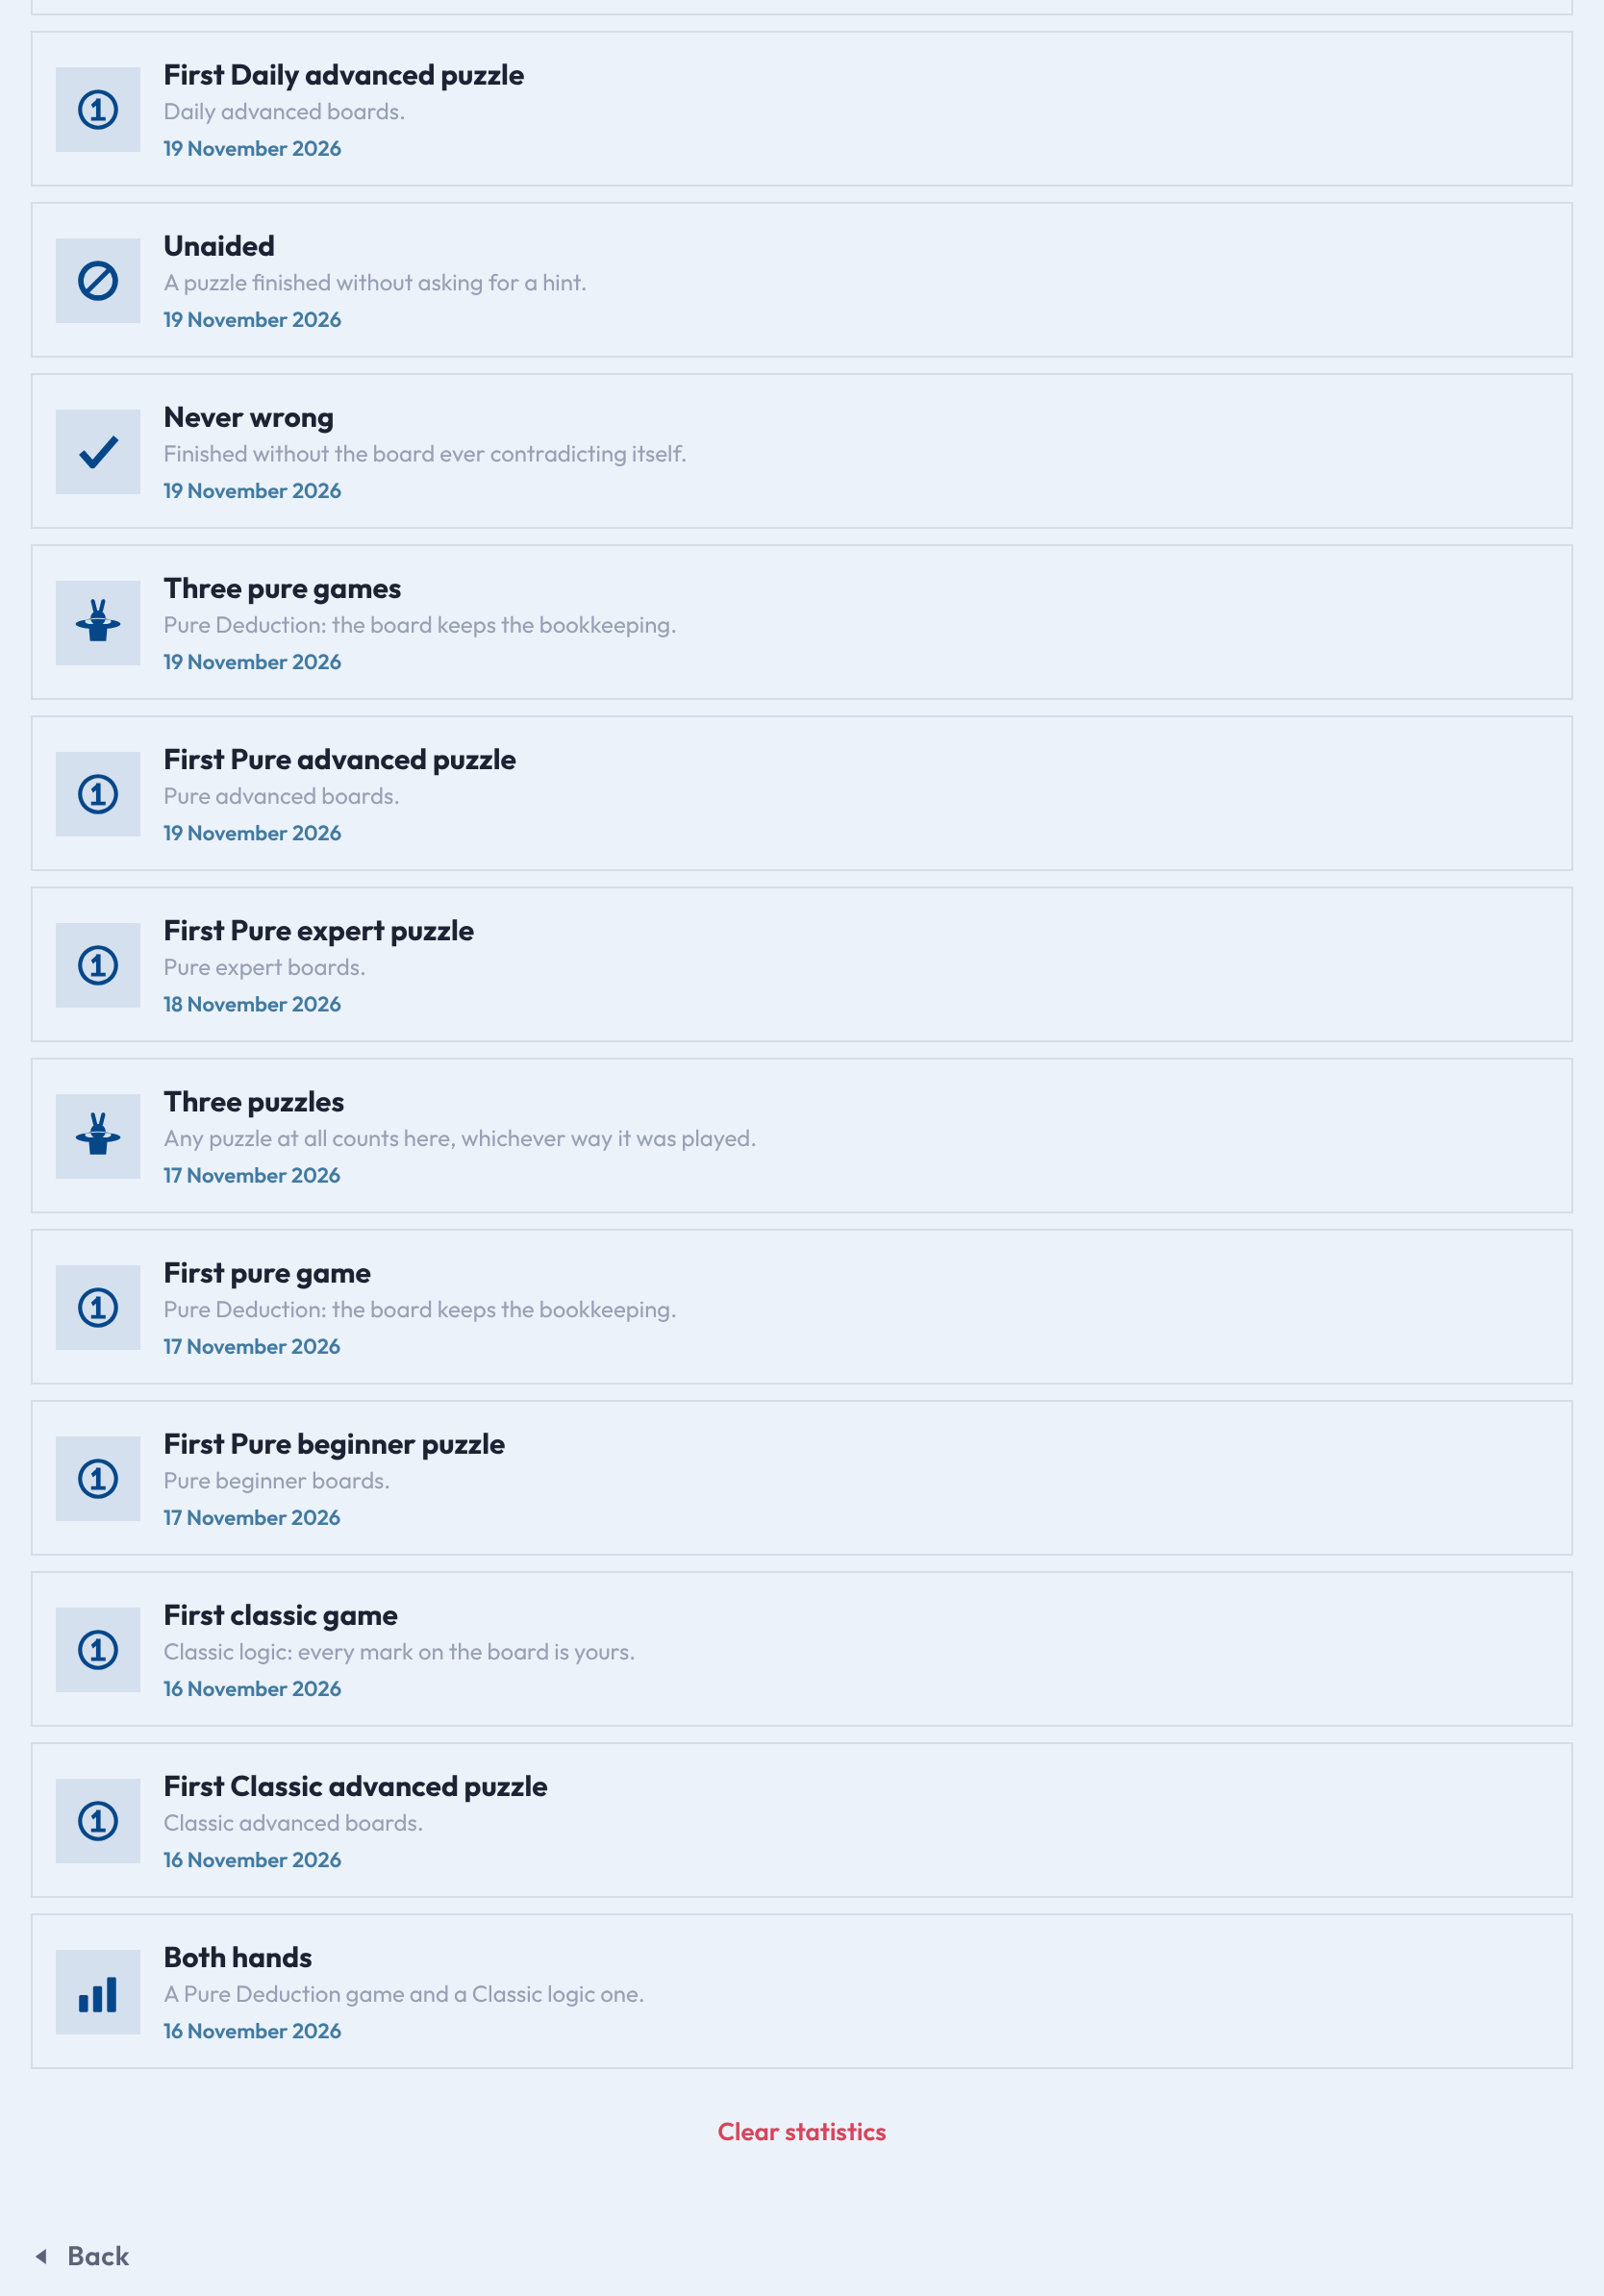 First Daily advanced puzzle
Daily advanced boards.
19 November 2026
Unaided
A puzzle finished without asking for a hint.
19 November 2026
Never wrong
Finished without the board ever contradicting itself.
19 November 2026
Three pure games
Pure Deduction: the board keeps the bookkeeping.
19 November 2026
First Pure advanced puzzle
Pure advanced boards.
19 November 2026
First Pure expert puzzle
Pure expert boards.
18 November 2026
Three puzzles
Any puzzle at all counts here, whichever way it was played.
17 November 2026
First pure game
Pure Deduction: the board keeps the bookkeeping.
17 November 2026
First Pure beginner puzzle
Pure beginner boards.
17 November 2026
First classic game
Classic logic: every mark on the board is yours.
16 November 2026
First Classic advanced puzzle
Classic advanced boards.
16 November 2026
Both hands
A Pure Deduction game and a Classic logic one.
16 November 2026
Clear statistics
Back